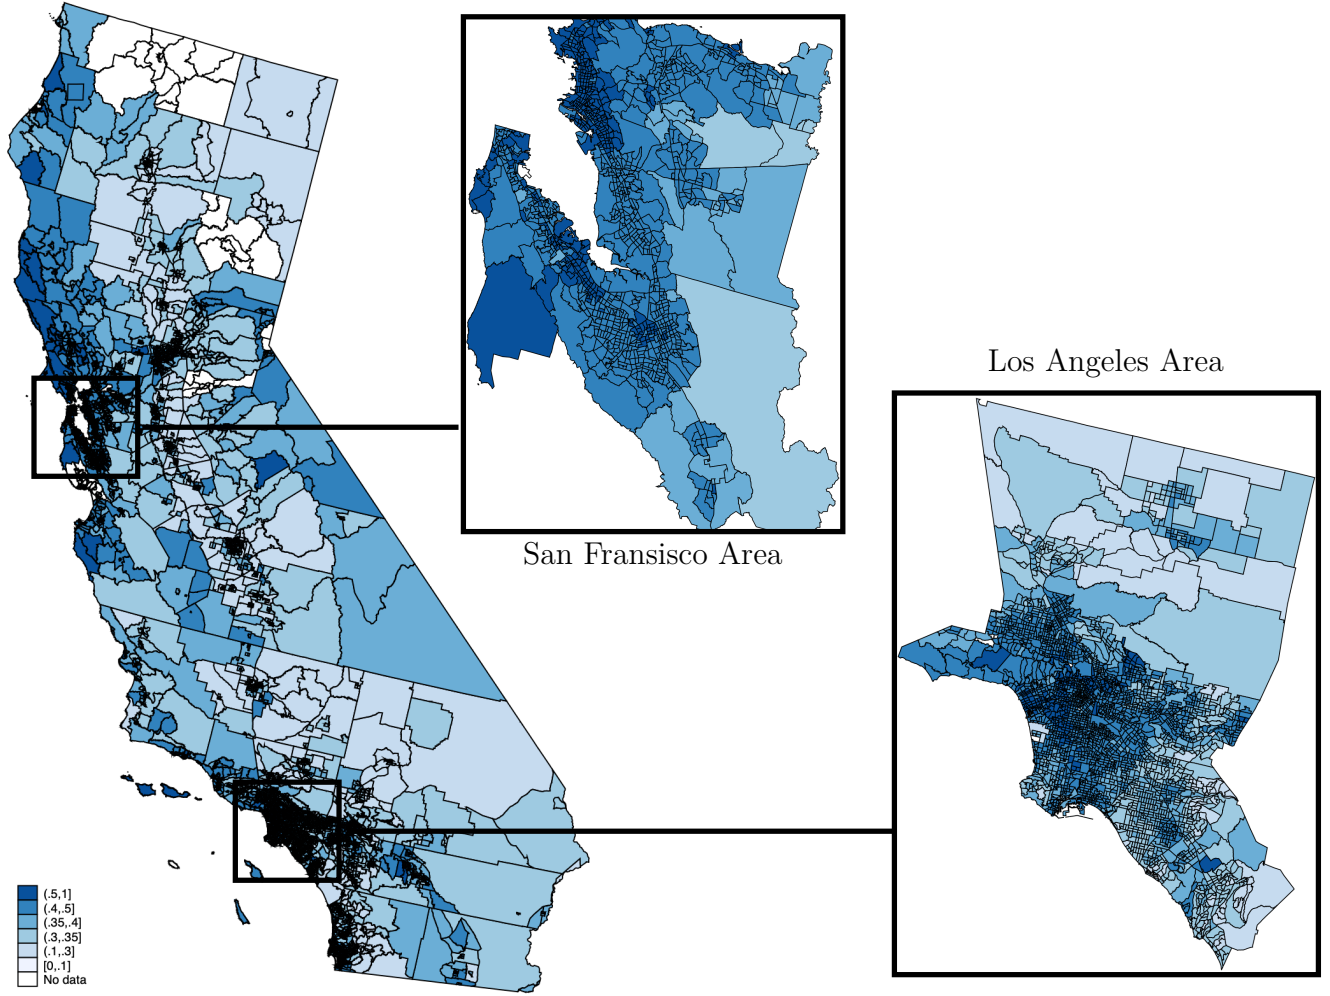 Los Angeles Area
San Fransisco Area
(.5,1]
(.4,.5]
(.35,.4]
(.3,.35]
(.1,.3]
[0,.1]
No data